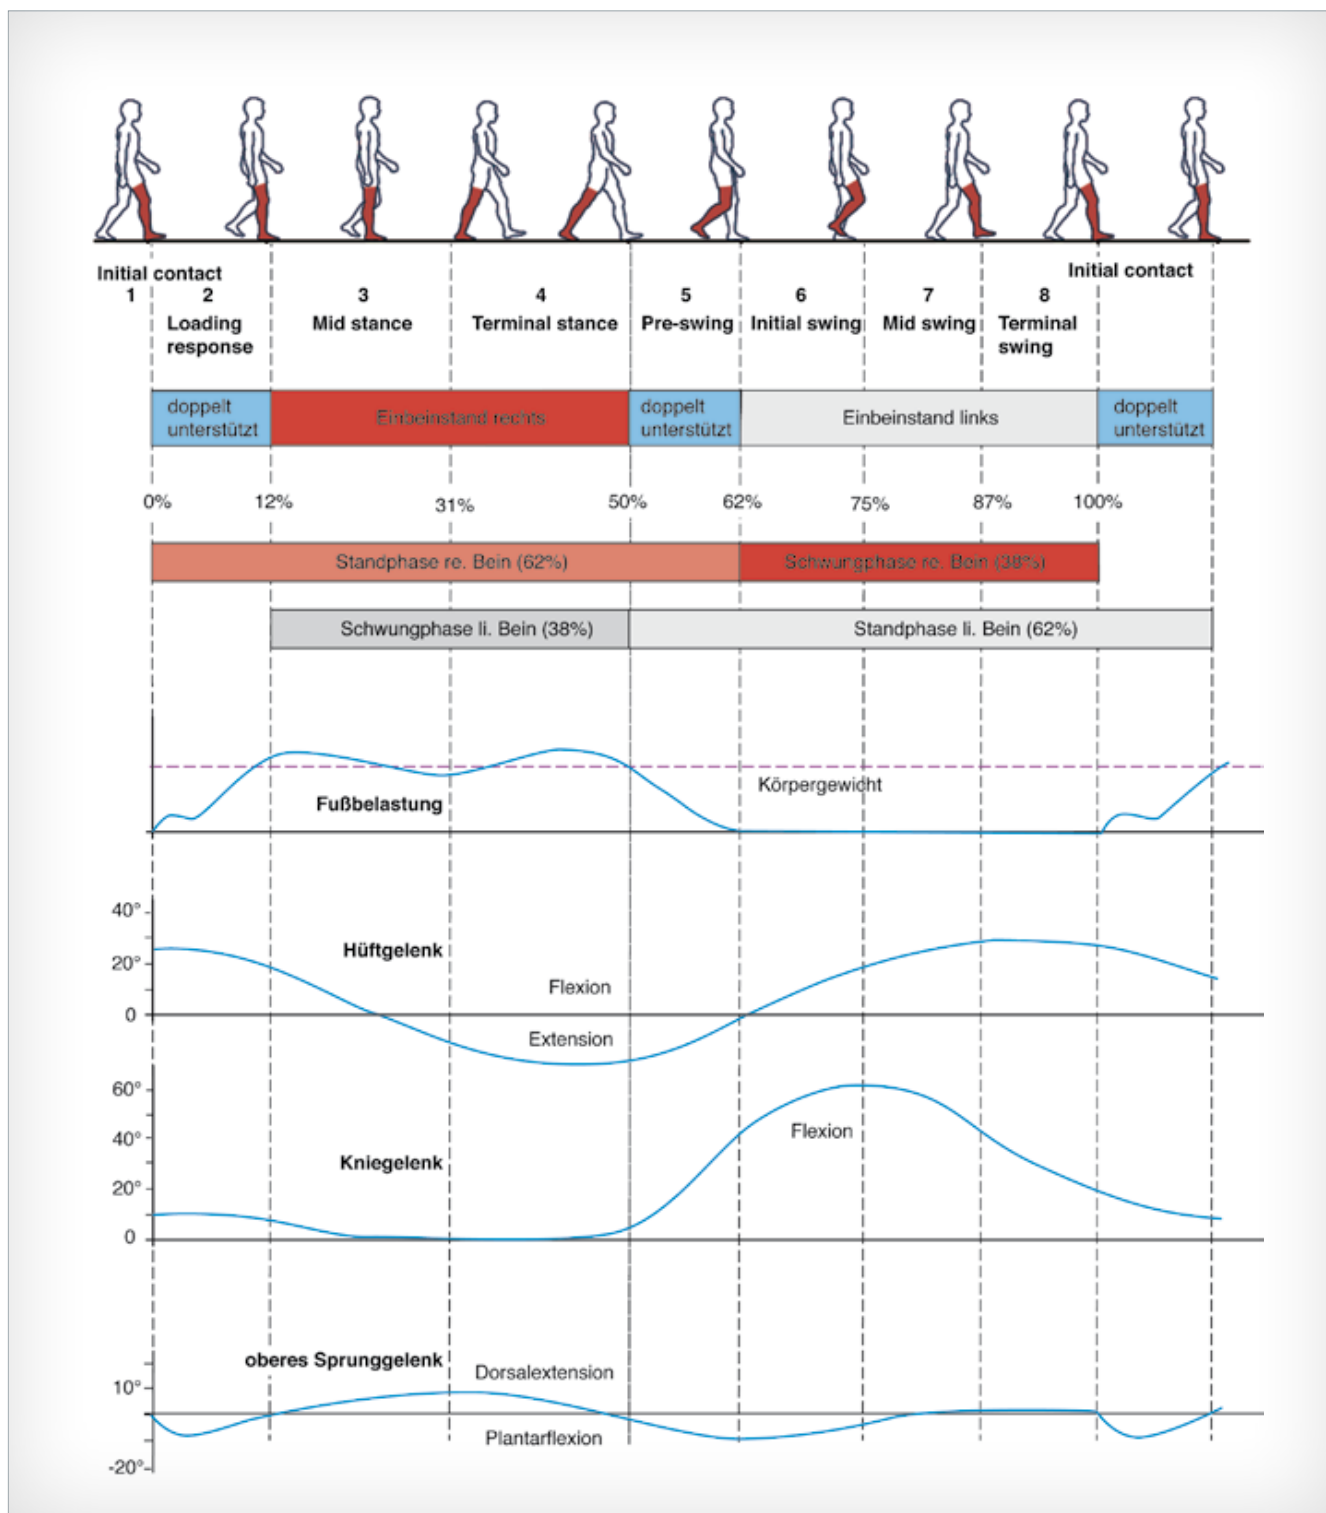 Initial contact
Initial contact
1 2 3 4 5 6 7 8
Loading
response
Mid stance
Terminal stance
Pre-swing
Initial swing
Mid swing
Terminal
swing
doppelt
unterstützt
Einbeinstand rechts
doppelt
unterstützt
Einbeinstand links
doppelt
unterstützt
0% 12% 31% 50% 62% 75% 87% 100%
Standphase re. Bein (62%)
Schwungphase re. Bein (38%)
Schwungphase li. Bein (38%)
Standphase li. Bein (62%)
Körpergewicht
Fußbelastung
40°
20°
0
Hüftgelenk
Flexion
Extension
60°
40°
20°
0
Flexion
Kniegelenk
oberes Sprunggelenk
Dorsalextension
10°
Plantarflexion
-20°